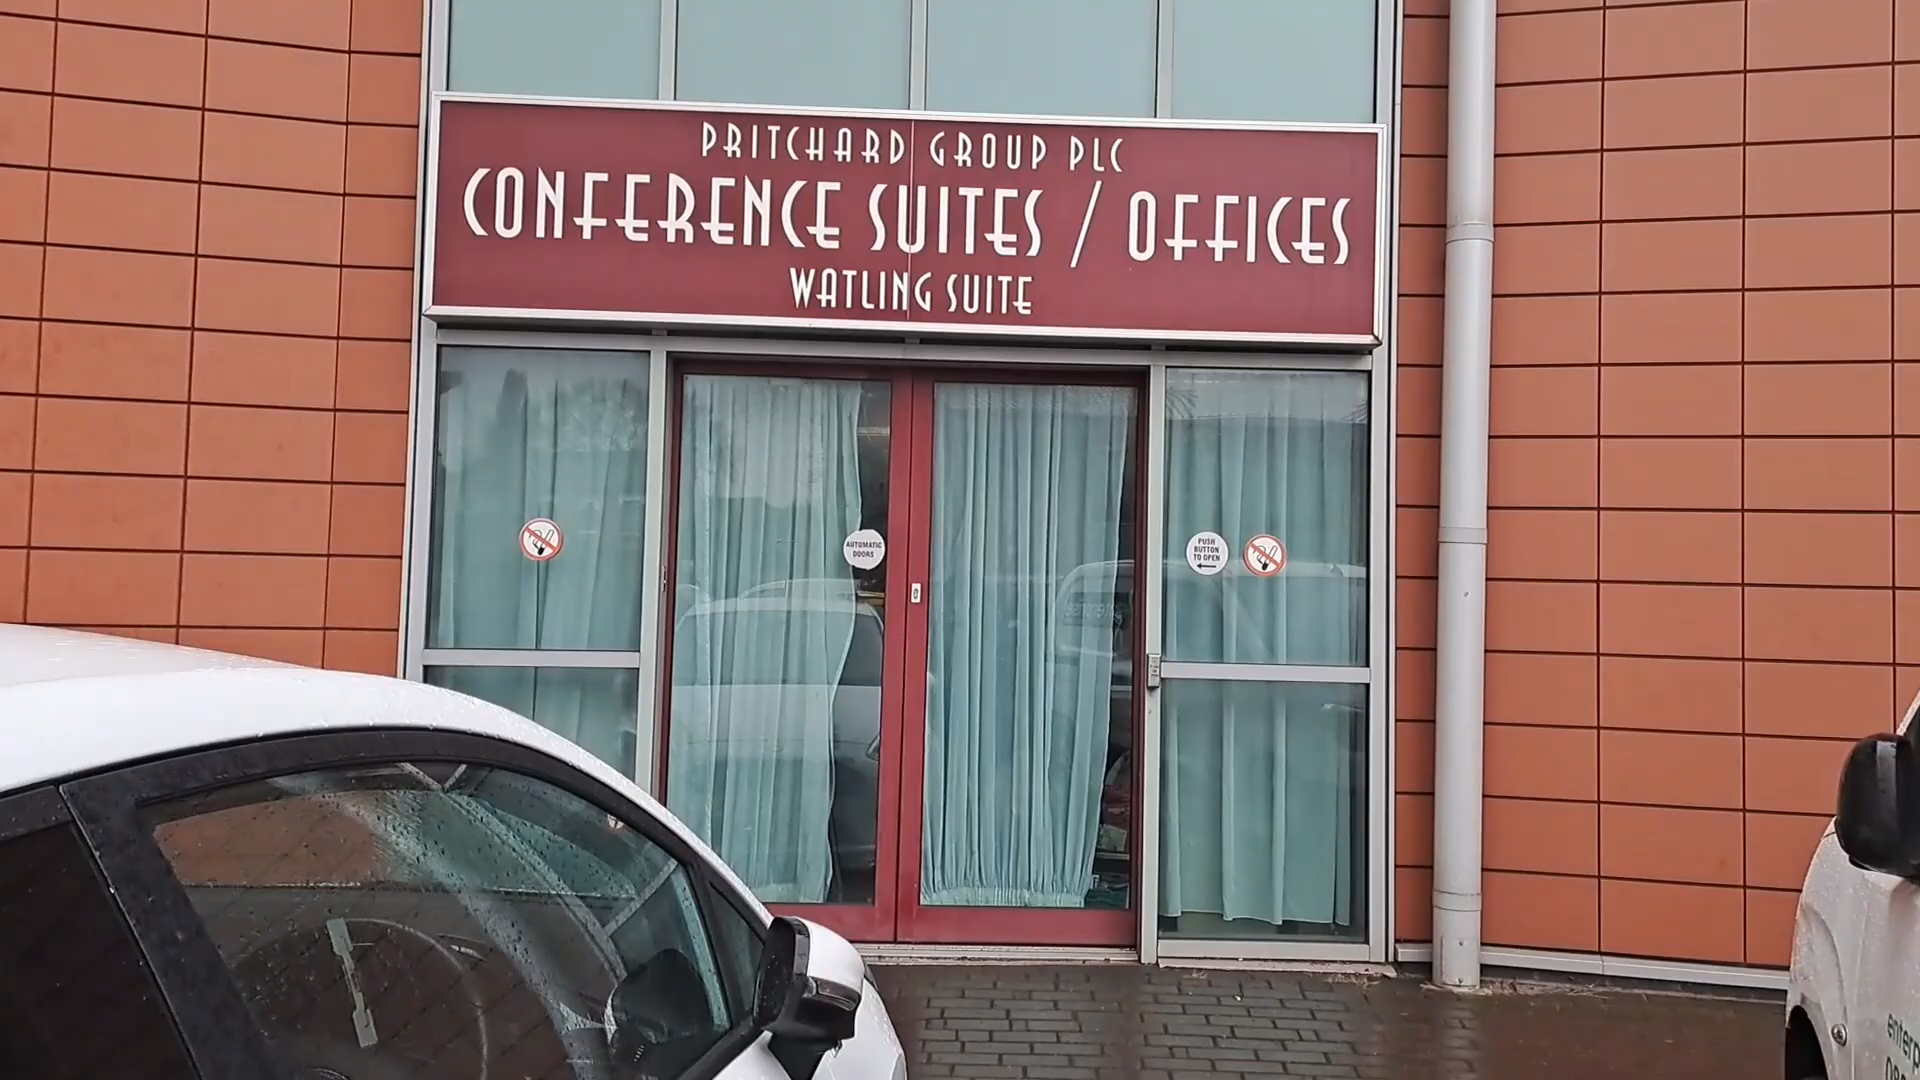 PRITCHARD GROUP PLC
CONFERENCE SUITES / OFFICES
WATLING SUITE
AUTOMATIC
DOORS
PUSH
BUTTON
TO OPEN